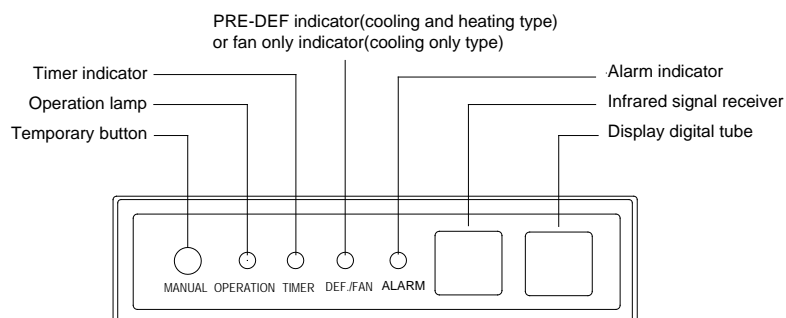 PRE-DEF indicator(cooling and heating type)
or fan only indicator(cooling only type)
Timer indicator
Operation lamp
Temporary button
Alarm indicator
Infrared signal receiver
Display digital tube
MANUAL OPERATION TIMER DEF./FAN ALARM